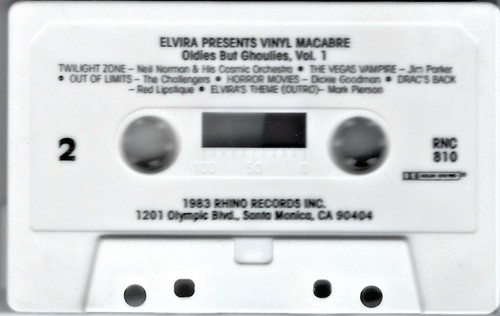 ELVIRA PRESENTS VINYL MACABRE
Oldies But Ghoulies, Vol. 1
TWILIGHT ZONE – Neil Norman & His Cosmic Orchestra • THE VEGAS VAMPIRE – Jim Parker
• OUT OF LIMITS – The Challengers • HORROR MOVIES – Dickie Goodman • DRAC'S BACK
– Red Lipstique • ELVIRA'S THEME (OUTRO) – Mark Pierson
2
RNC
810
100 50 0
1983 RHINO RECORDS INC.
1201 Olympic Blvd., Santa Monica, CA 90404